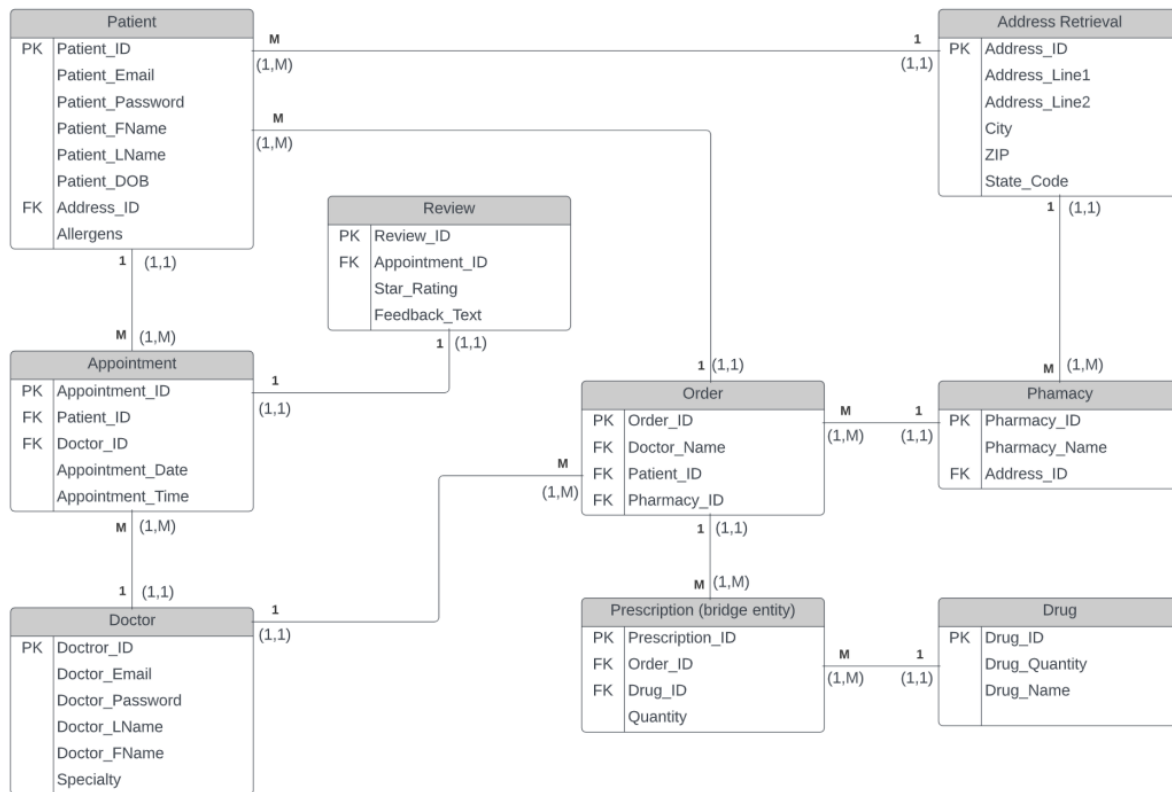 Patient
PK Patient_ID
Patient_Email
Patient_Password
Patient_FName
Patient_LName
Patient_DOB
FK Address_ID
Allergens
M
(1,M)
1
(1,1)
Address Retrieval
PK Address_ID
Address_Line1
Address_Line2
City
ZIP
State_Code
M
(1,M)
1 (1,1)
Review
PK Review_ID
FK Appointment_ID
Star_Rating
Feedback_Text
1 (1,1)
1 (1,1)
M (1,M)
Appointment
PK Appointment_ID
FK Patient_ID
FK Doctor_ID
Appointment_Date
Appointment_Time
1
(1,1)
1 (1,1)
Order
PK Order_ID
FK Doctor_Name
FK Patient_ID
FK Pharmacy_ID
M
(1,M)
1
(1,1)
M (1,M)
Phamacy
PK Pharmacy_ID
Pharmacy_Name
FK Address_ID
M
(1,M)
M (1,M)
1 (1,1)
1 (1,1)
M (1,M)
Doctor
PK Doctror_ID
Doctor_Email
Doctor_Password
Doctor_LName
Doctor_FName
Specialty
1
(1,1)
Prescription (bridge entity)
PK Prescription_ID
FK Order_ID
FK Drug_ID
Quantity
M
(1,M)
1
(1,1)
Drug
PK Drug_ID
Drug_Quantity
Drug_Name